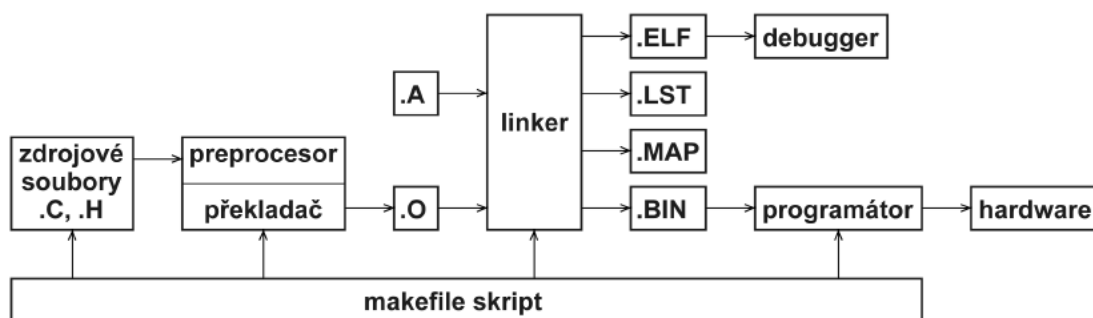 zdrojové
soubory
.C, .H
preprocesor
překladač
.A
.O
linker
.ELF
.LST
.MAP
.BIN
debugger
programátor
hardware
makefile skript